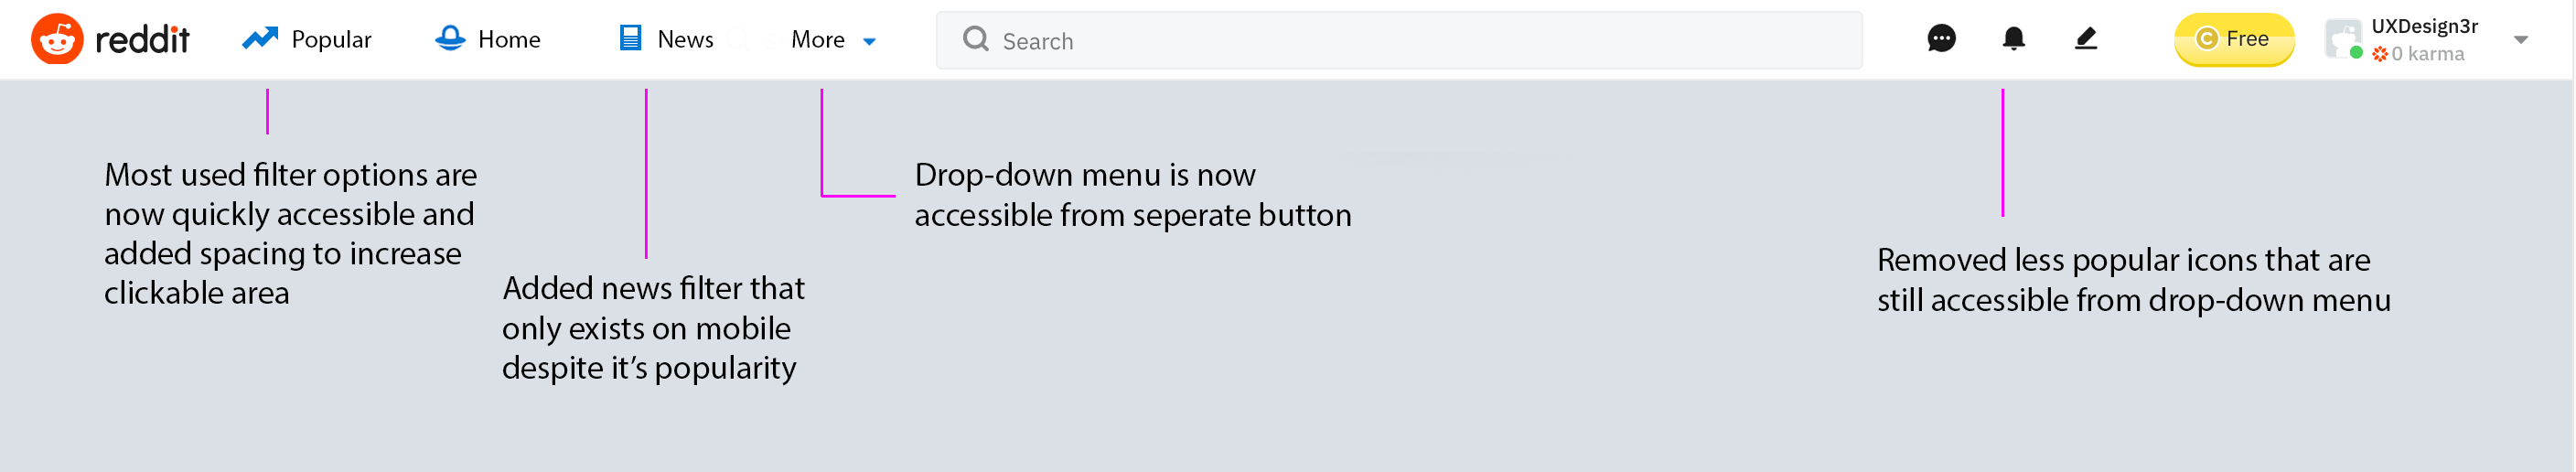 reddit Popular Home News More Search Free UXDesign3r
0 karma
Most used filter options are
now quickly accessible and
added spacing to increase
clickable area
Added news filter that
only exists on mobile
despite it’s popularity
Drop-down menu is now
accessible from seperate button
Removed less popular icons that are
still accessible from drop-down menu